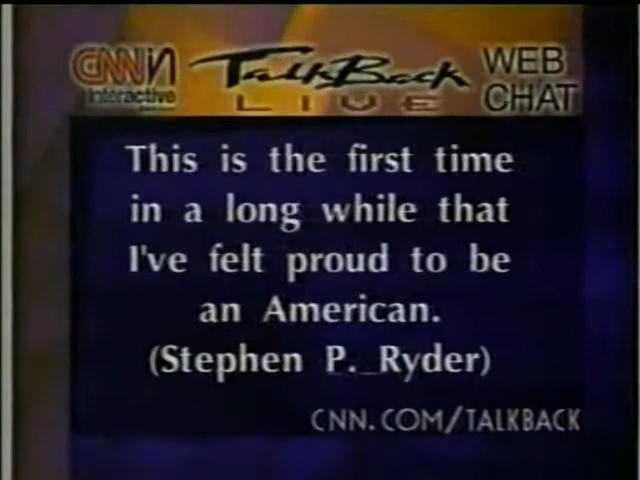 CNNin TalkBack WEB
Interactive LIVE CHAT
This is the first time
in a long while that
I've felt proud to be
an American.
(Stephen P._Ryder)
CNN.COM/TALKBACK